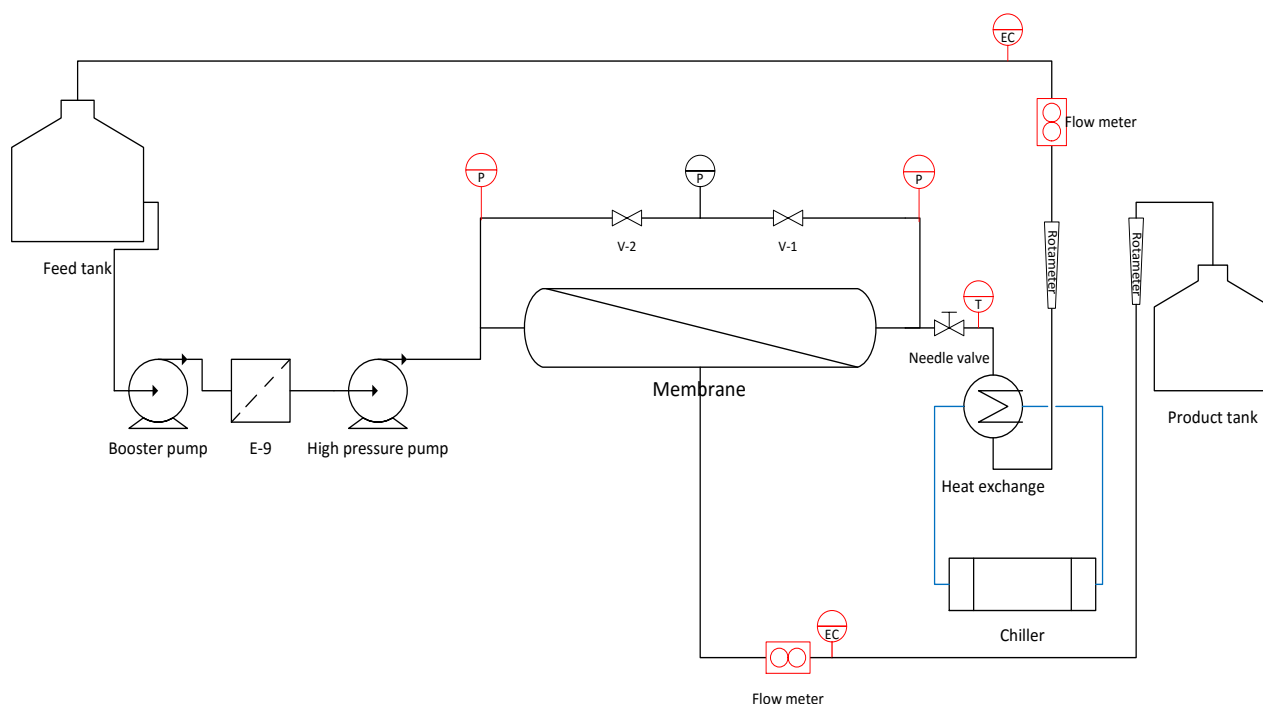 EC
Flow meter
P
P
P
V-2
V-1
Rotameter
Rotameter
Feed tank
T
Needle valve
Membrane
Product tank
Booster pump
E-9
High pressure pump
Heat exchange
Chiller
EC
Flow meter